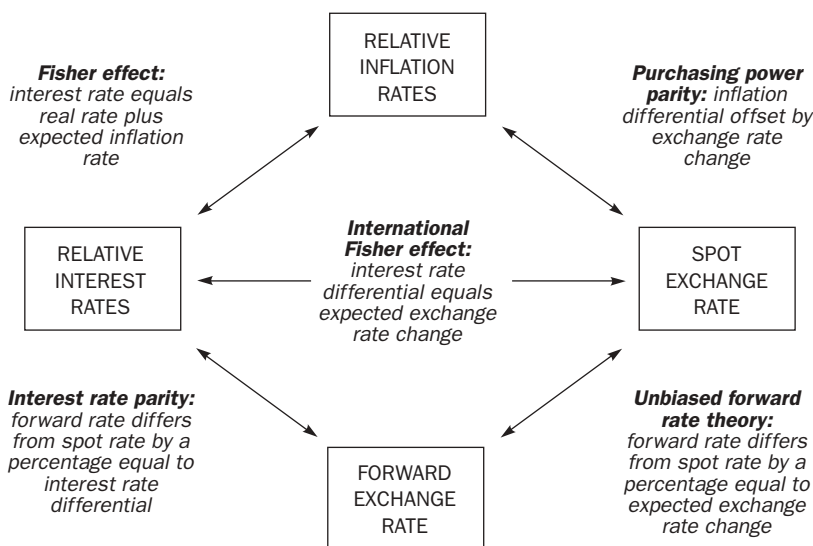 RELATIVE
INFLATION
RATES
Fisher effect:
interest rate equals
real rate plus
expected inflation
rate
Purchasing power
parity: inflation
differential offset by
exchange rate
change
RELATIVE
INTEREST
RATES
International
Fisher effect:
interest rate
differential equals
expected exchange
rate change
SPOT
EXCHANGE
RATE
Interest rate parity:
forward rate differs
from spot rate by a
percentage equal to
interest rate
differential
FORWARD
EXCHANGE
RATE
Unbiased forward
rate theory:
forward rate differs
from spot rate by a
percentage equal to
expected exchange
rate change